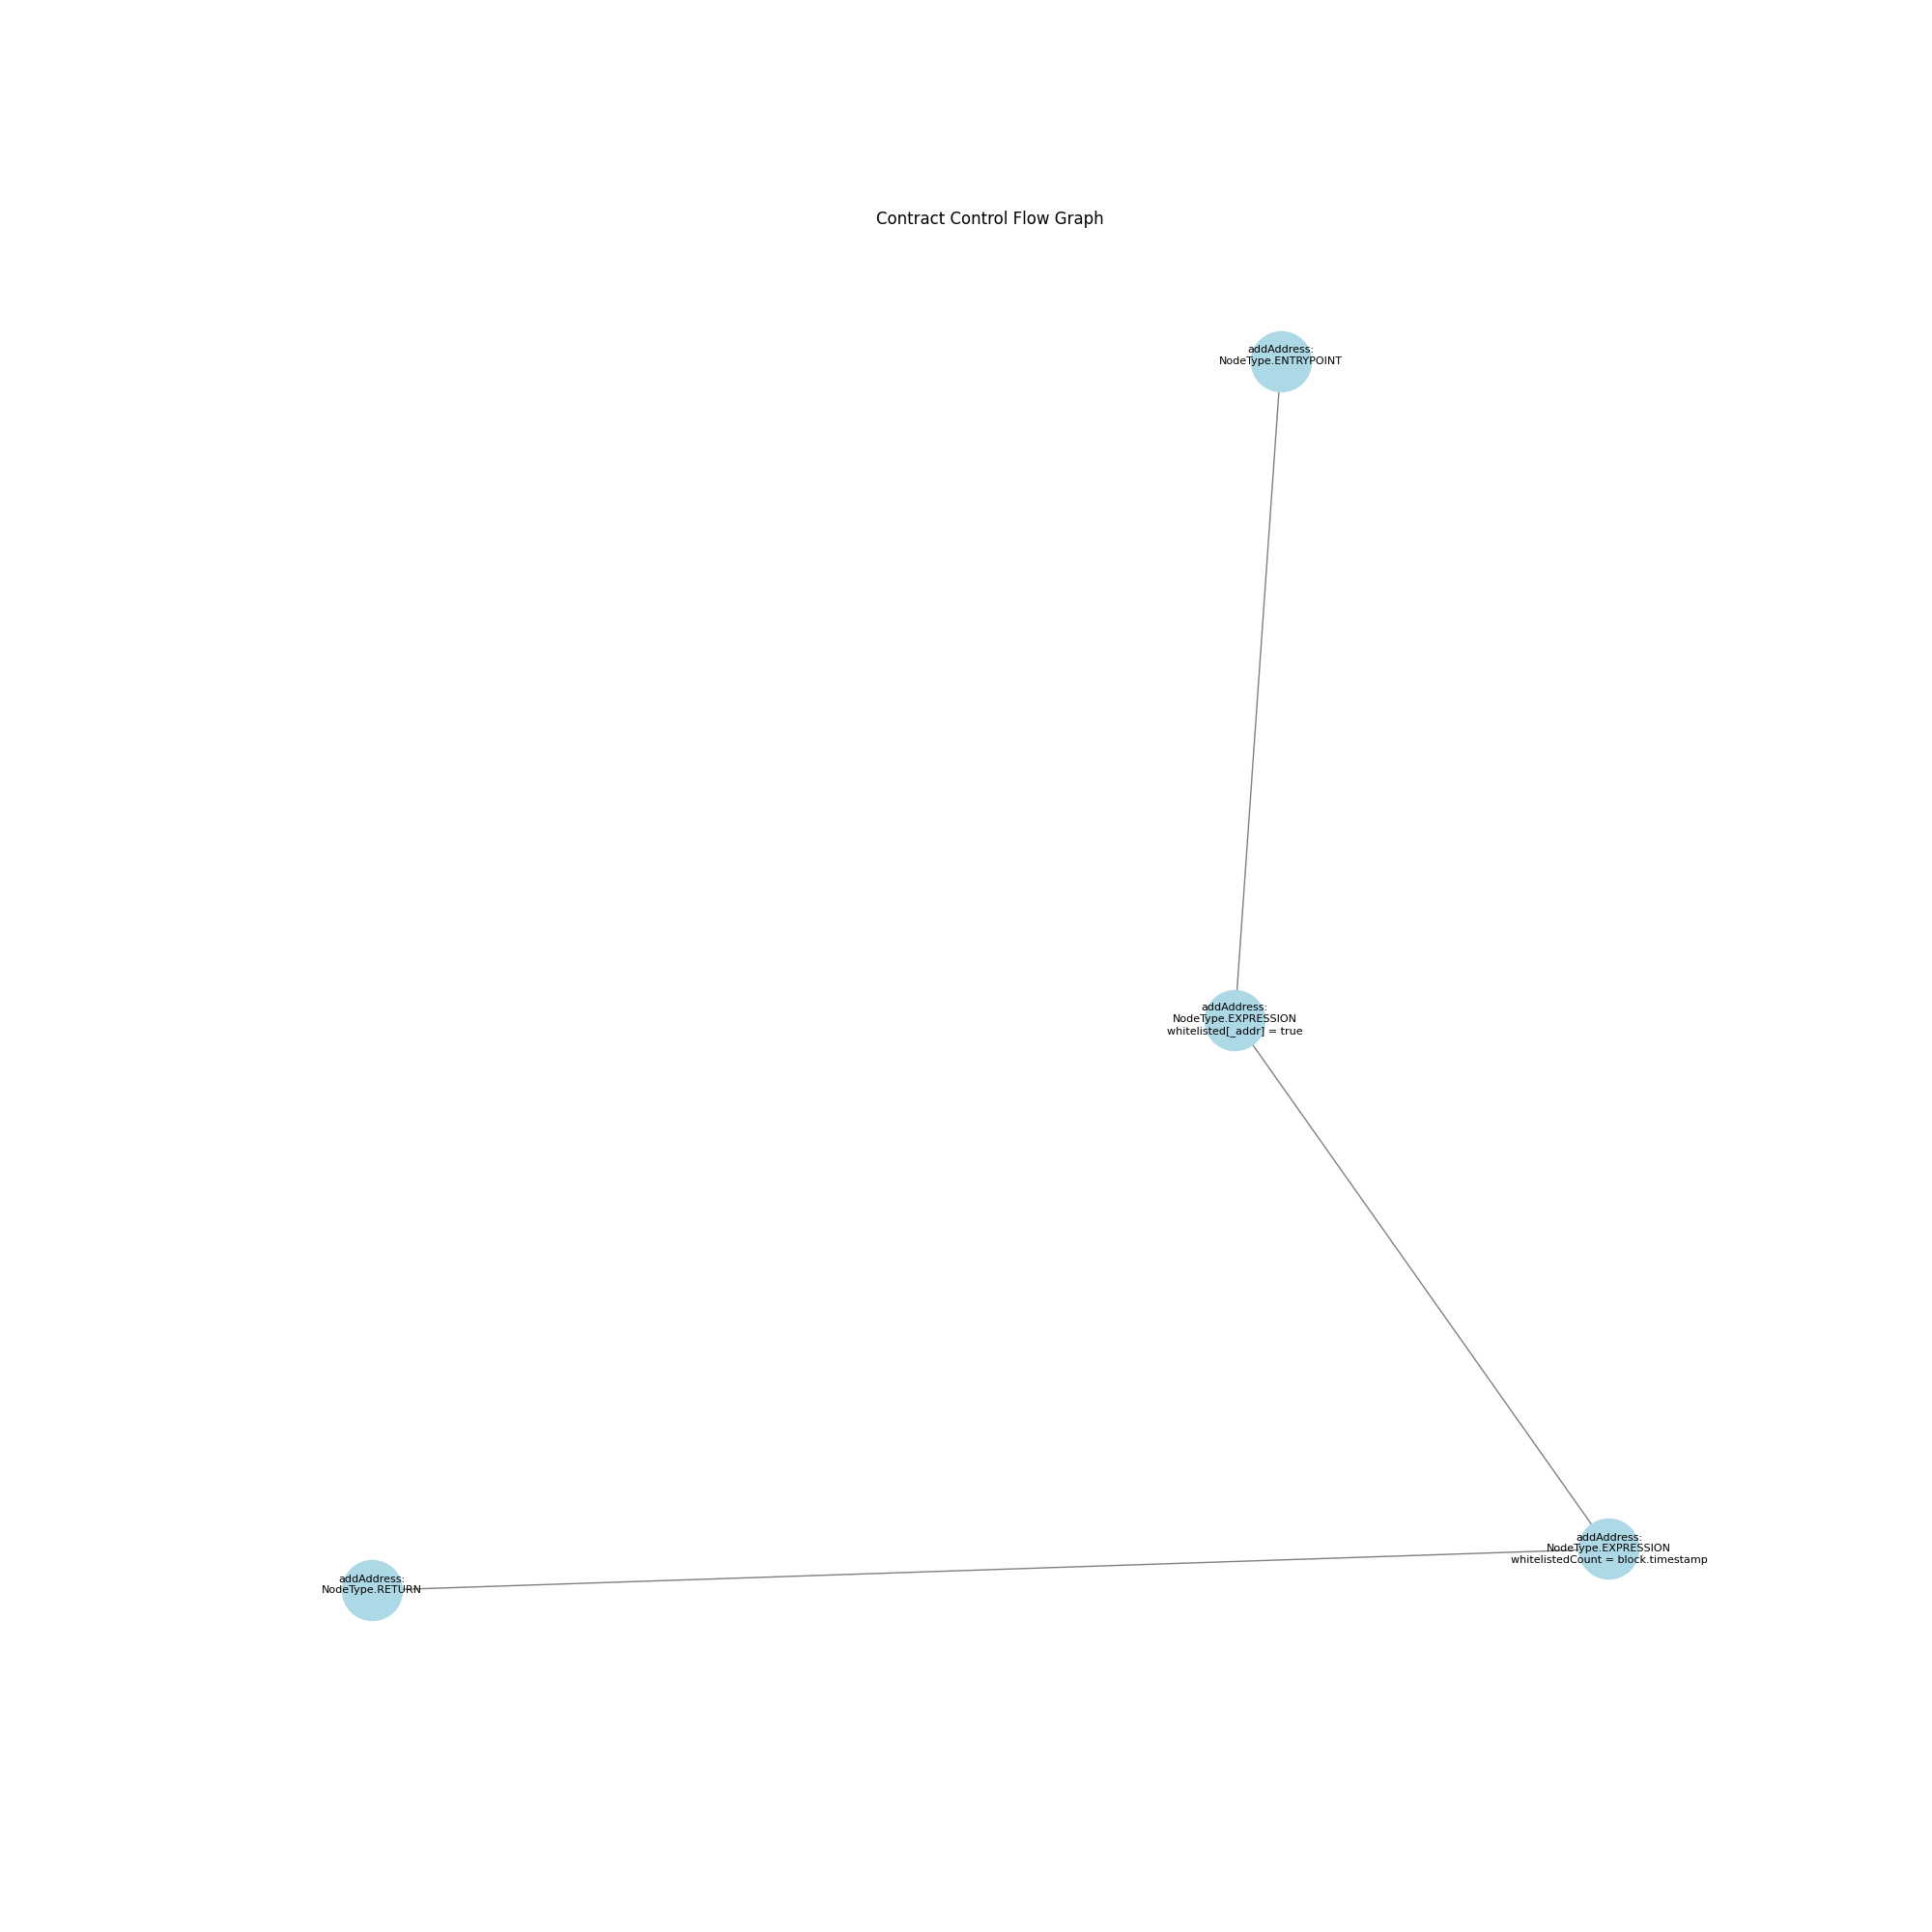 Contract Control Flow Graph
addAddress:
NodeType.ENTRYPOINT
addAddress:
NodeType.EXPRESSION
whitelisted[_addr] = true
addAddress:
NodeType.EXPRESSION
whitelistedCount = block.timestamp
addAddress:
NodeType.RETURN